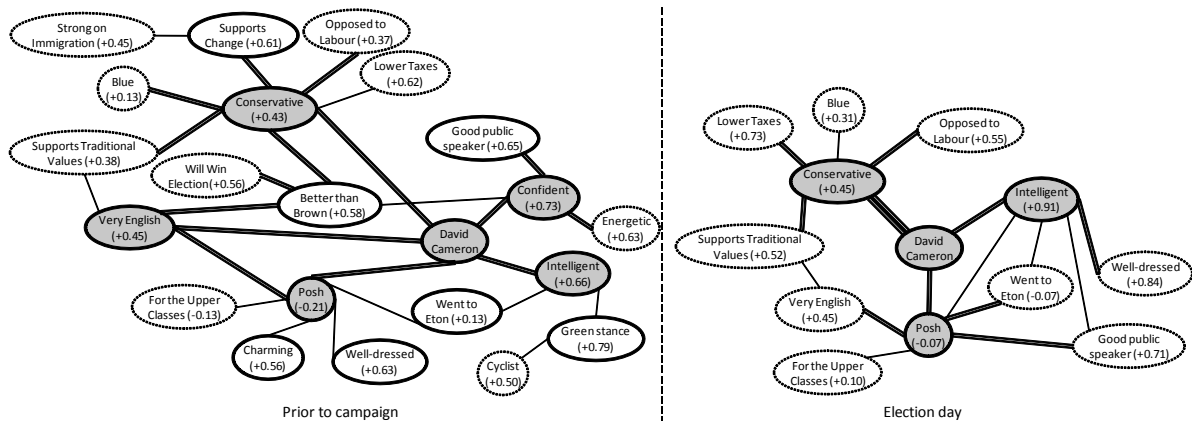 Strong on
Immigration (+0.45)
Supports
Change (+0.61)
Opposed to
Labour (+0.37)
Lower Taxes
(+0.62)
Blue
(+0.13)
Conservative
(+0.43)
Supports Traditional
Values (+0.38)
Good public
speaker (+0.65)
Will Win
Election (+0.56)
Better than
Brown (+0.58)
Confident
(+0.73)
Very English
(+0.45)
Energetic
(+0.63)
David
Cameron
Intelligent
(+0.66)
Posh
(-0.21)
For the Upper
Classes (-0.13)
Went to
Eton (+0.13)
Green stance
(+0.79)
Charming
(+0.56)
Well-dressed
(+0.63)
Cyclist
(+0.50)
Prior to campaign
Blue
(+0.31)
Lower Taxes
(+0.73)
Opposed to
Labour (+0.55)
Conservative
(+0.45)
Intelligent
(+0.91)
Supports Traditional
Values (+0.52)
David
Cameron
Well-dressed
(+0.84)
Went to
Eton (-0.07)
Very English
(+0.45)
Posh
(-0.07)
Good public
speaker (+0.71)
For the Upper
Classes (+0.10)
Election day